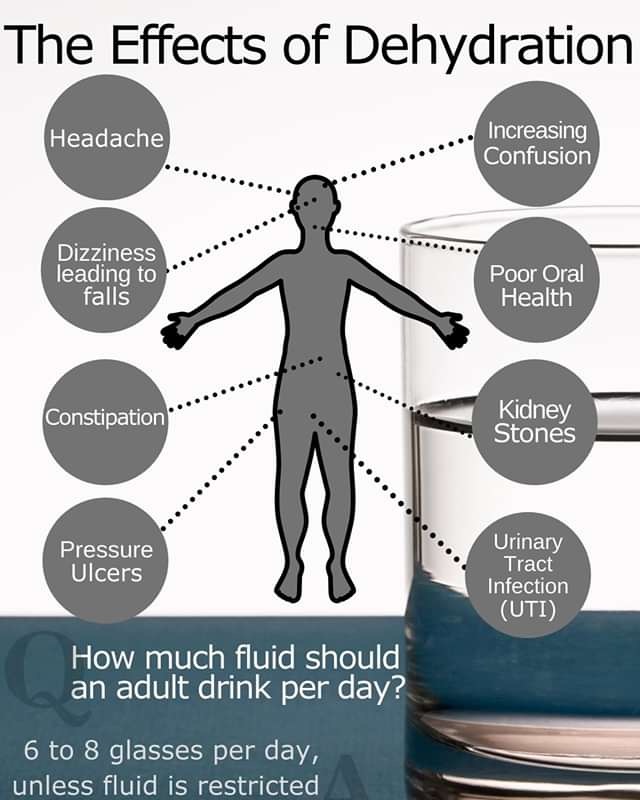 The Effects of Dehydration
Headache
Increasing
Confusion
Dizziness
leading to
falls
Poor Oral
Health
Constipation
Kidney
Stones
Pressure
Ulcers
Urinary
Tract
Infection
(UTI)
Q
How much fluid should
an adult drink per day?
A
6 to 8 glasses per day,
unless fluid is restricted